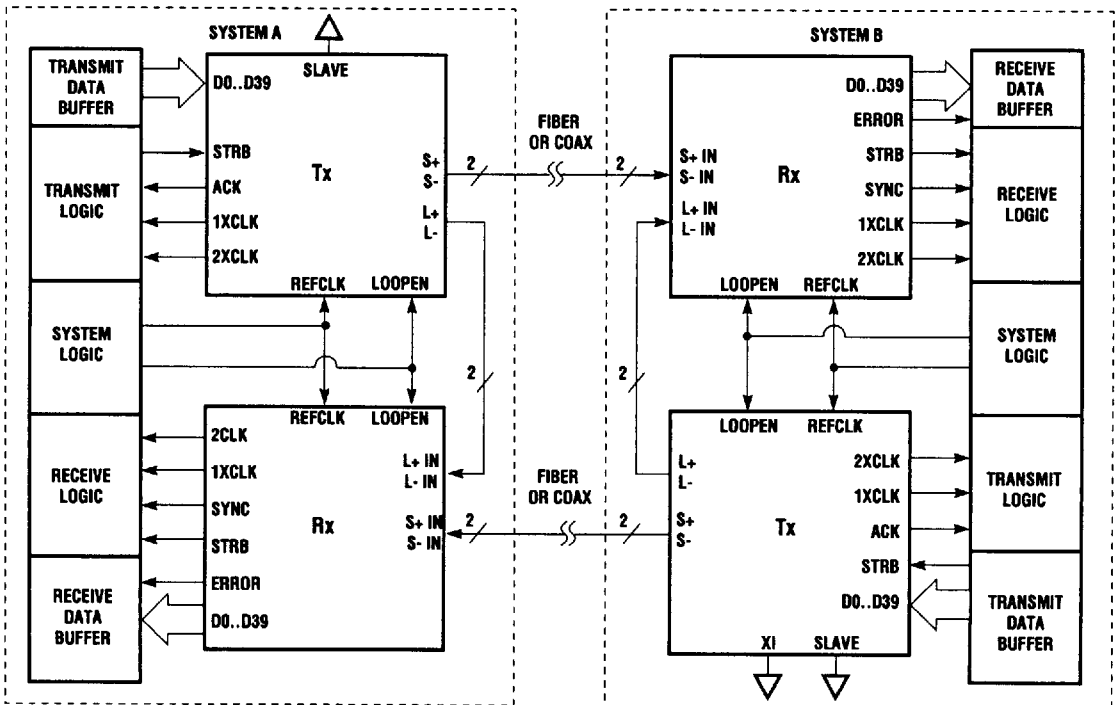 SYSTEM A
TRANSMIT
DATA
BUFFER
TRANSMIT
LOGIC
SYSTEM
LOGIC
RECEIVE
LOGIC
RECEIVE
DATA
BUFFER
SLAVE
D0..D39
STRB
ACK
1XCLK
2XCLK
Tx
S+
S-
L+
L-
REFCLK
LOOPEN
2
2
REFCLK
LOOPEN
2CLK
1XCLK
SYNC
STRB
ERROR
D0..D39
Rx
L+ IN
L- IN
S+ IN
S- IN
2
FIBER
OR COAX
FIBER
OR COAX
SYSTEM B
2
S+ IN
S- IN
L+ IN
L- IN
Rx
D0..D39
ERROR
STRB
SYNC
1XCLK
2XCLK
LOOPEN
REFCLK
2
LOOPEN
REFCLK
L+
L-
S+
S-
2
Tx
2XCLK
1XCLK
ACK
STRB
D0..D39
XI
SLAVE
RECEIVE
DATA
BUFFER
RECEIVE
LOGIC
SYSTEM
LOGIC
TRANSMIT
LOGIC
TRANSMIT
DATA
BUFFER